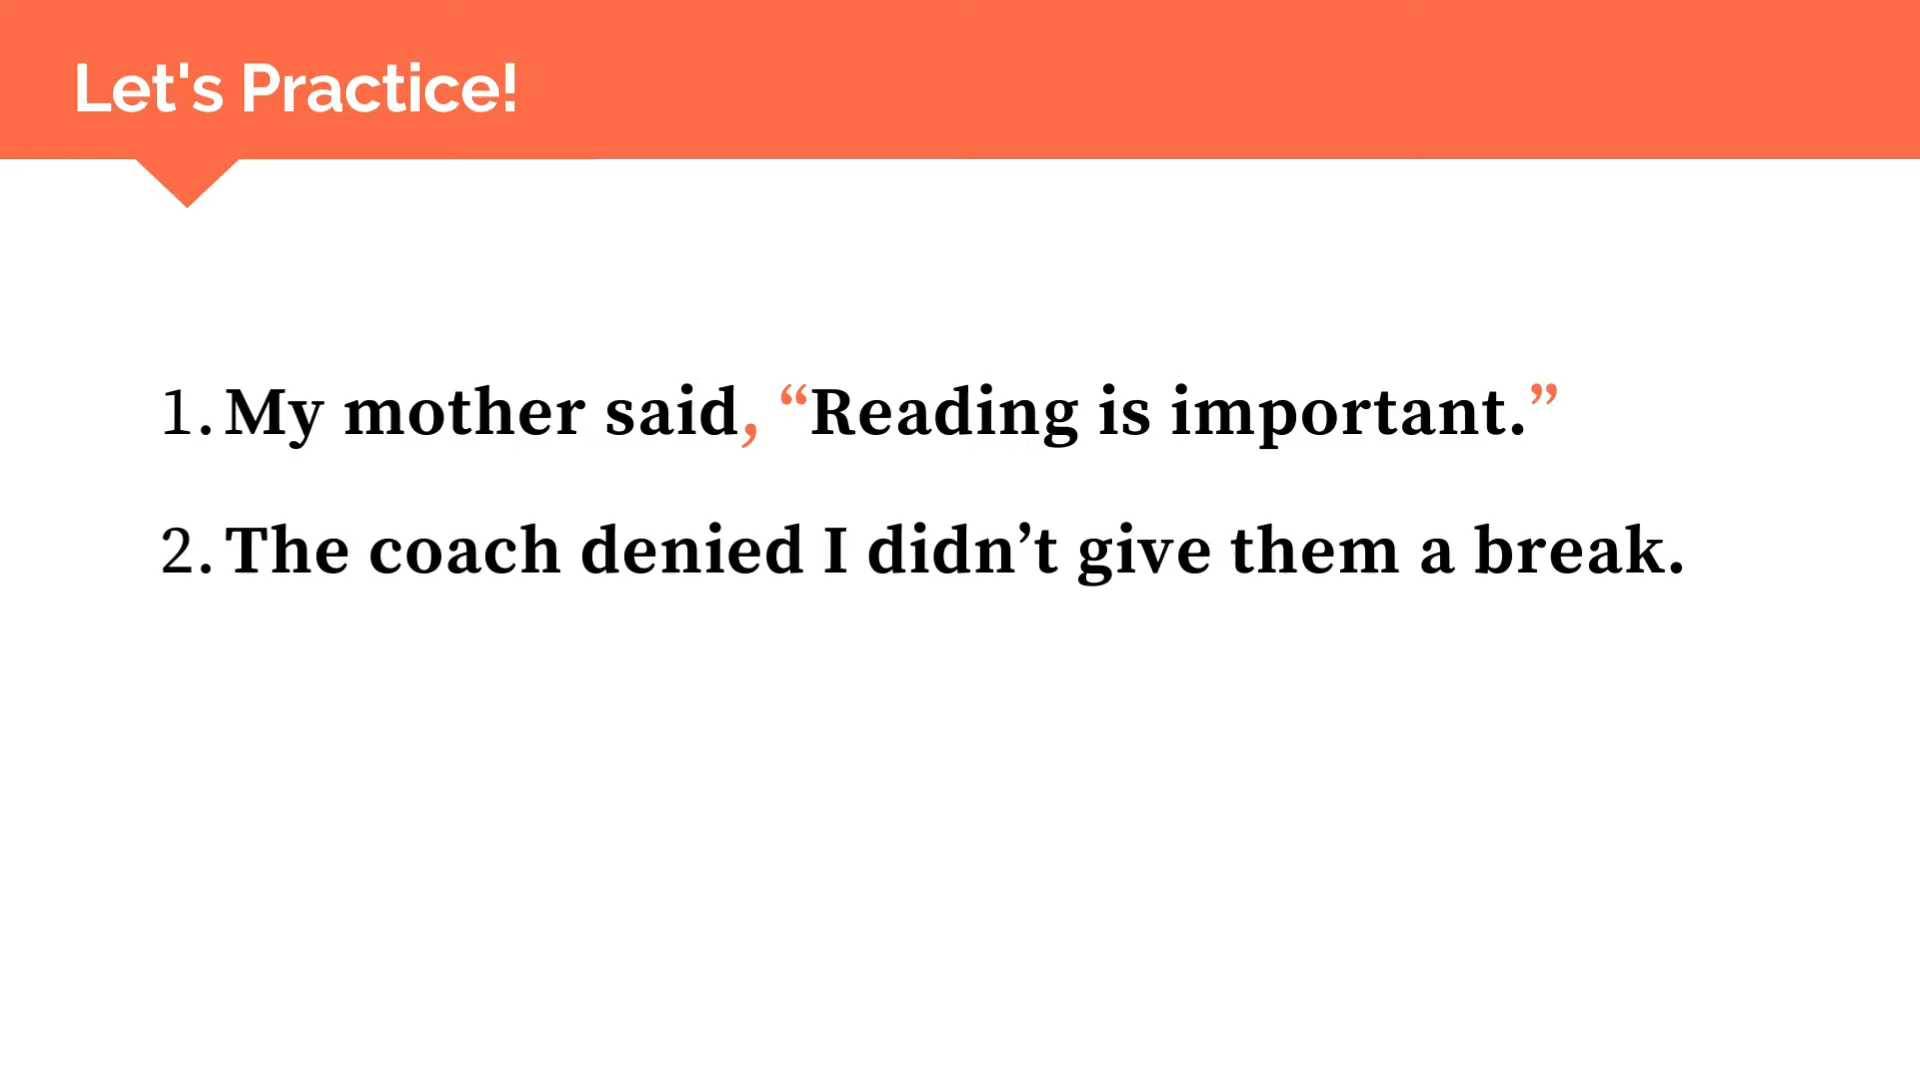 Let's Practice!
1. My mother said, “Reading is important.”
2. The coach denied I didn’t give them a break.